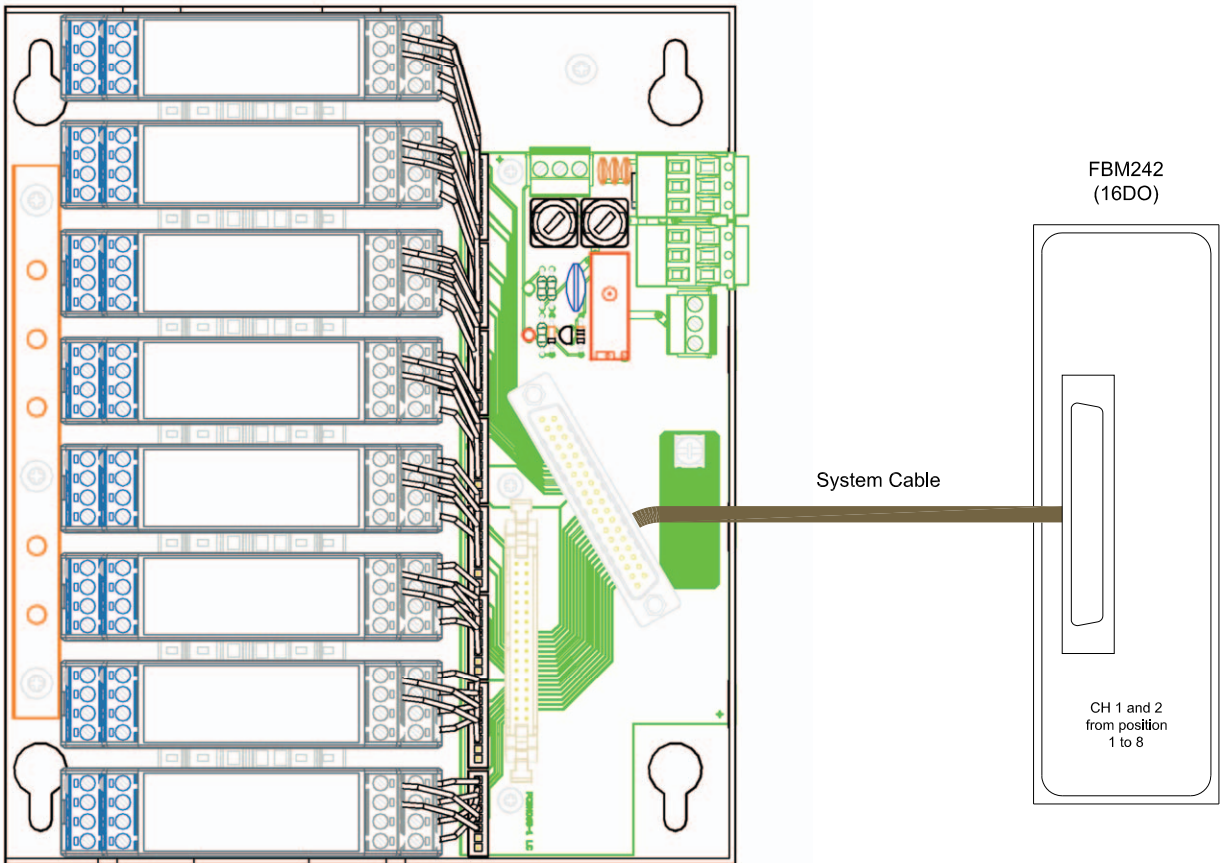 FBM242
(16DO)
System Cable
CH 1 and 2
from position
1 to 8